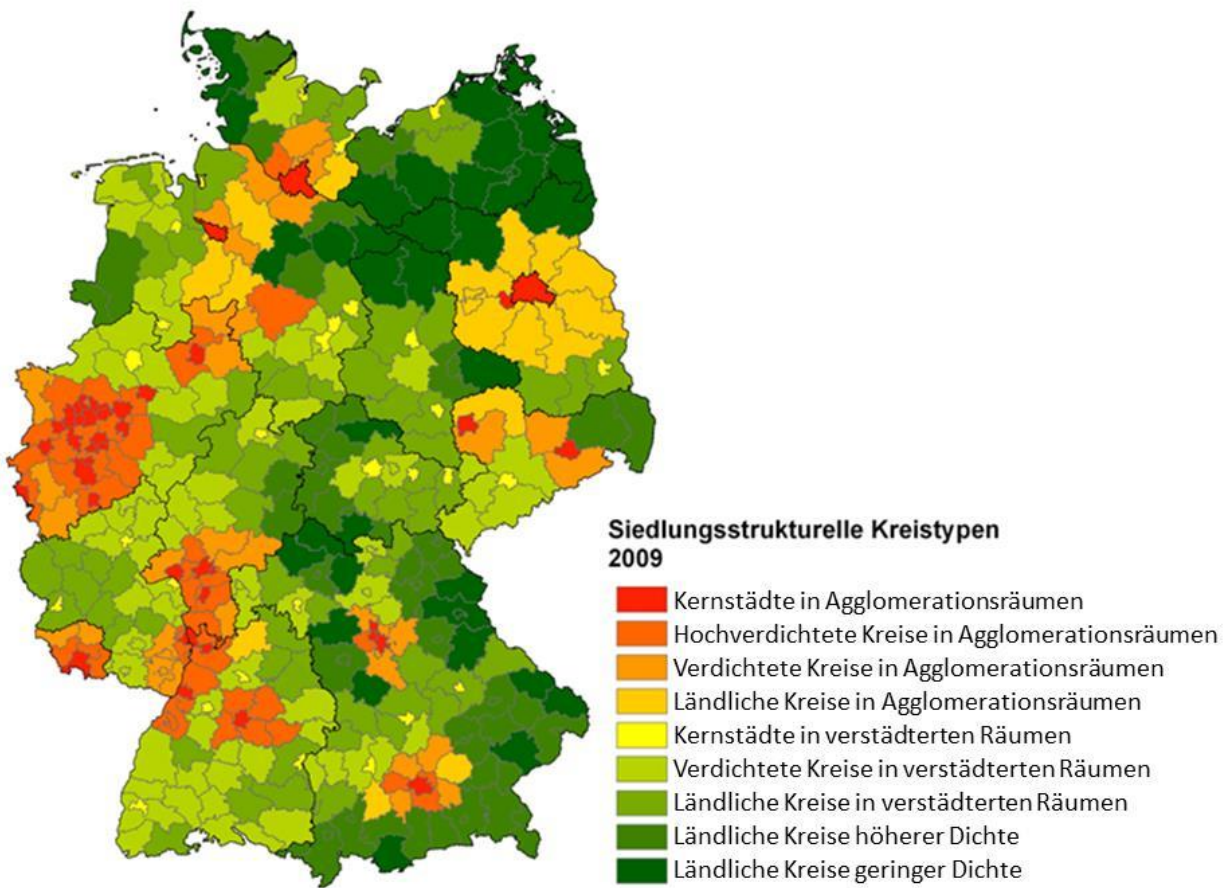 Siedlungsstrukturelle Kreistypen
2009
Kernstädte in Agglomerationsräumen
Hochverdichtete Kreise in Agglomerationsräumen
Verdichtete Kreise in Agglomerationsräumen
Ländliche Kreise in Agglomerationsräumen
Kernstädte in verstädterten Räumen
Verdichtete Kreise in verstädterten Räumen
Ländliche Kreise in verstädterten Räumen
Ländliche Kreise höherer Dichte
Ländliche Kreise geringer Dichte